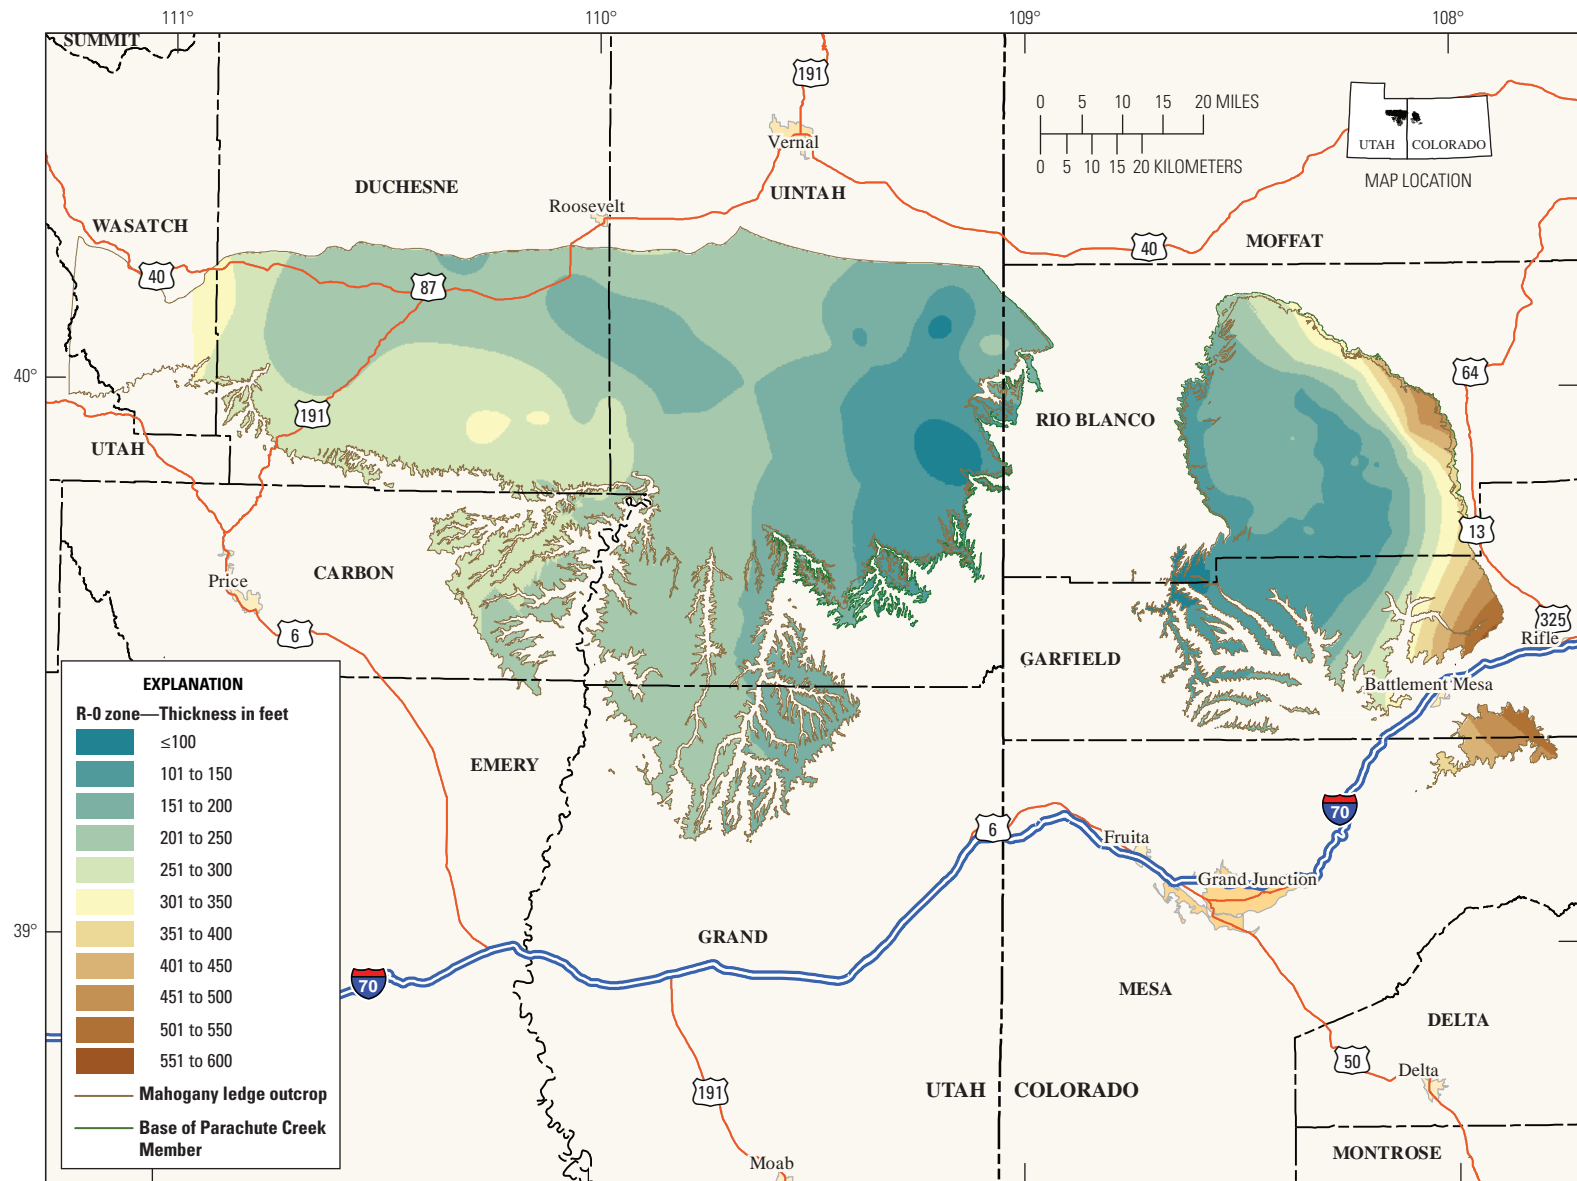 111°
110°
109°
108°
SUMMIT
191
0 5 10 15 20 MILES
0 5 10 15 20 KILOMETERS
UTAH
COLORADO
MAP LOCATION
Vernal
DUCHESNE
UINTAH
Roosevelt
WASATCH
MOFFAT
40
40
87
40°
64
191
RIO BLANCO
UTAH
13
CARBON
Price
6
325
Rifle
GARFIELD
Battlement Mesa
EXPLANATION
R-0 zone—Thickness in feet
≤100
101 to 150
151 to 200
201 to 250
251 to 300
301 to 350
351 to 400
401 to 450
451 to 500
501 to 550
551 to 600
Mahogany ledge outcrop
Base of Parachute Creek
Member
EMERY
70
6
Fruita
Grand Junction
39°
GRAND
70
MESA
DELTA
50
Delta
191
UTAH
COLORADO
MONTROSE
Moab